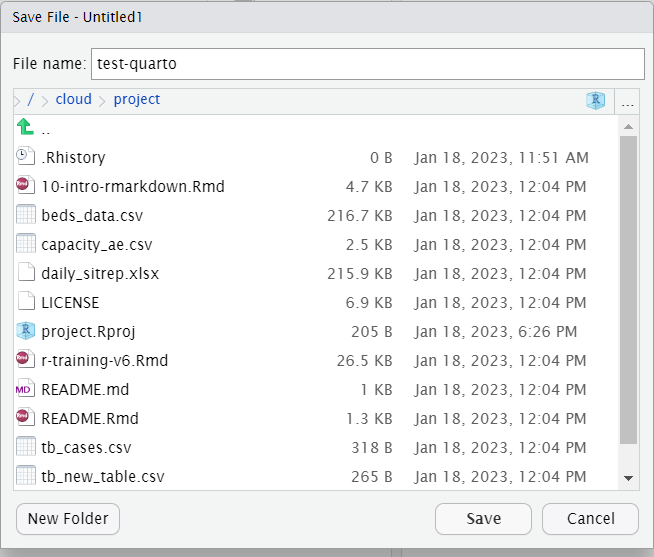 Save File - Untitled1
File name: test-quarto
/ cloud project R ...
..
.Rhistory 0 B Jan 18, 2023, 11:51 AM
Rmd 10-intro-rmarkdown.Rmd 4.7 KB Jan 18, 2023, 12:04 PM
beds_data.csv 216.7 KB Jan 18, 2023, 12:04 PM
capacity_ae.csv 2.5 KB Jan 18, 2023, 12:04 PM
daily_sitrep.xlsx 215.9 KB Jan 18, 2023, 12:04 PM
LICENSE 6.9 KB Jan 18, 2023, 12:04 PM
R project.Rproj 205 B Jan 18, 2023, 6:26 PM
Rmd r-training-v6.Rmd 26.5 KB Jan 18, 2023, 12:04 PM
MD README.md 1 KB Jan 18, 2023, 12:04 PM
Rmd README.Rmd 1.3 KB Jan 18, 2023, 12:04 PM
tb_cases.csv 318 B Jan 18, 2023, 12:04 PM
tb_new_table.csv 265 B Jan 18, 2023, 12:04 PM
New Folder Save Cancel